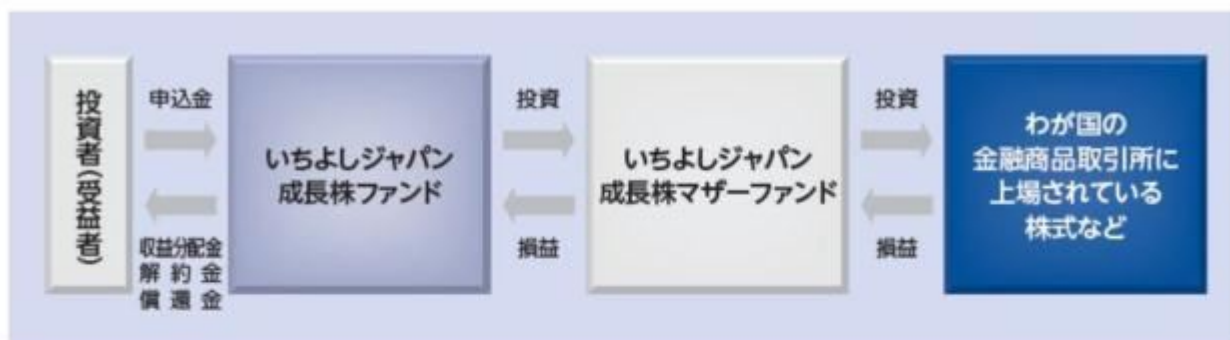 投資者(受益者)
申込金
収益分配金
解約金
償還金
いちよしジャパン
成長株ファンド
投資
損益
いちよしジャパン
成長株マザーファンド
投資
損益
わが国の
金融商品取引所に
上場されている
株式など